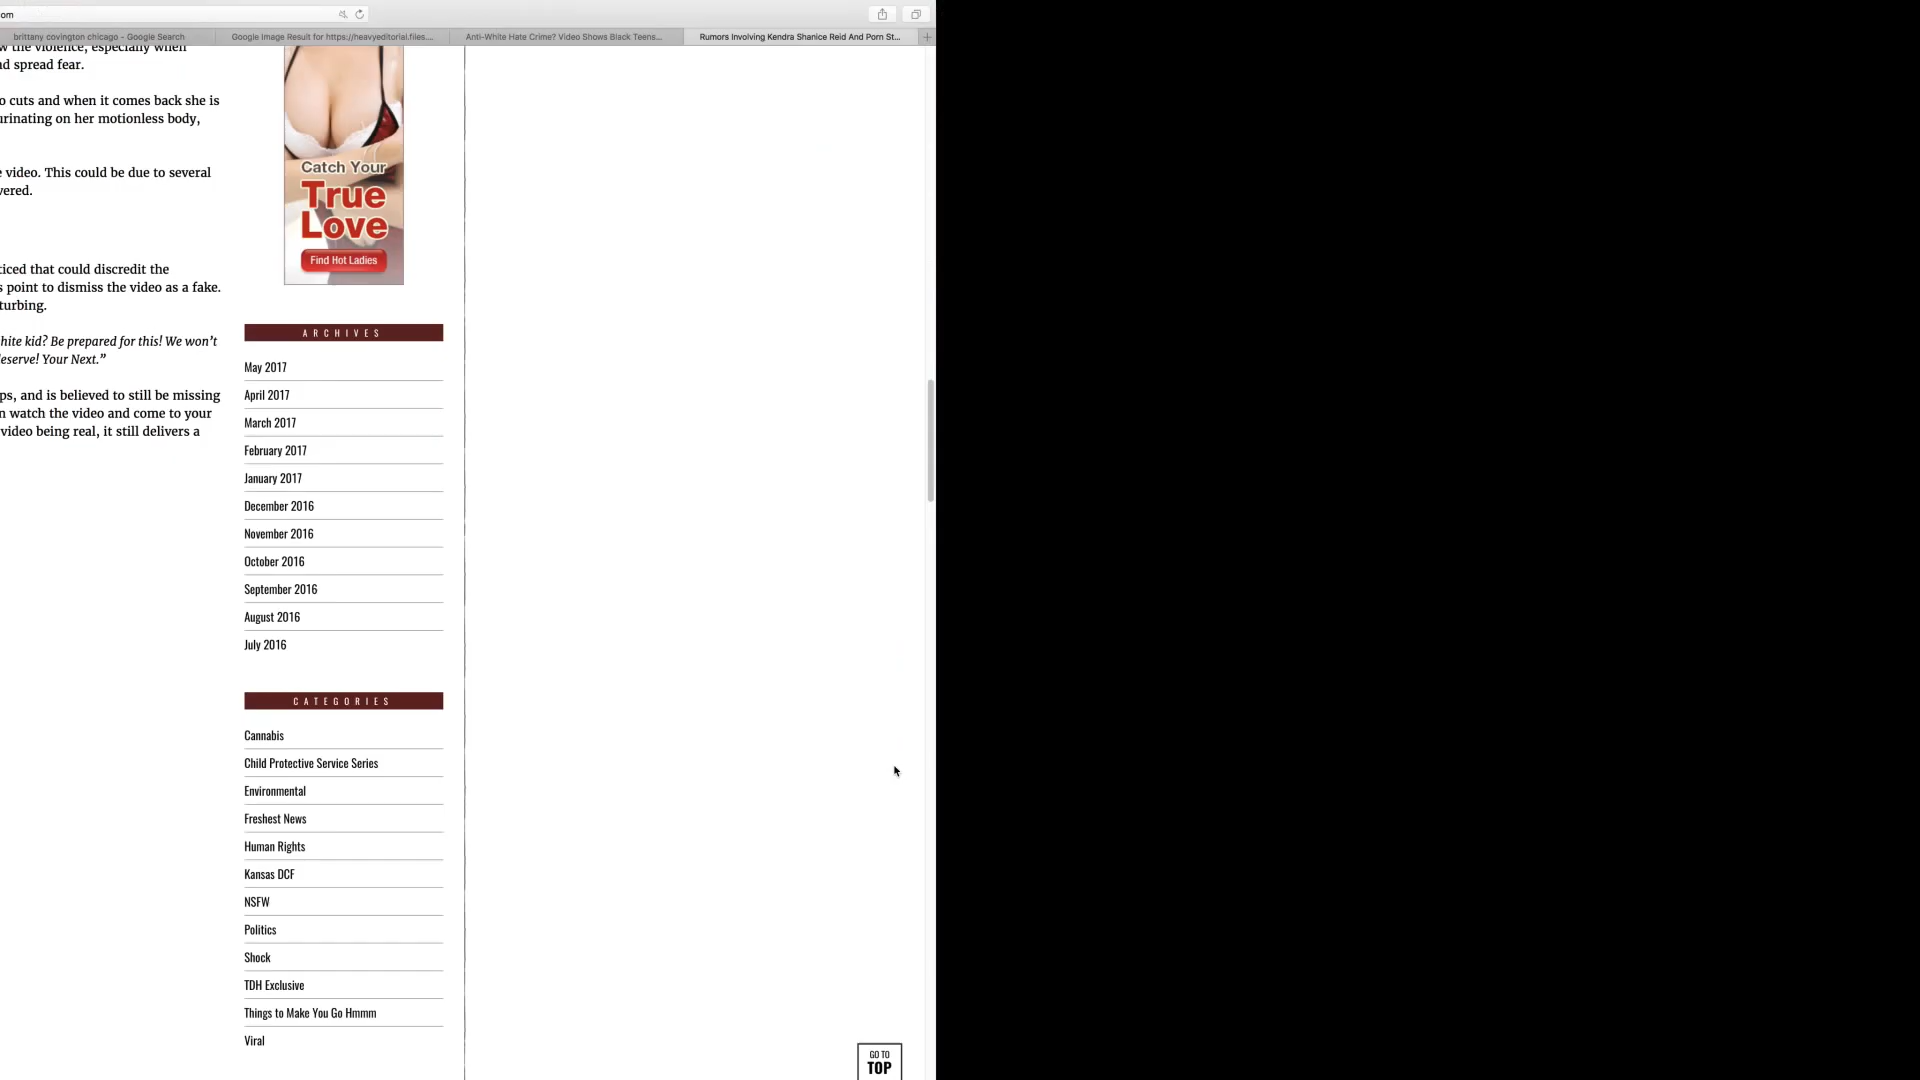 om
brittany covington chicago - Google Search
Google Image Result for https://heavyeditorial.files....
Anti-White Hate Crime? Video Shows Black Teens...
Rumors Involving Kendra Shanice Reid And Porn St...
w the violence, especially when
d spread fear.
o cuts and when it comes back she is
urinating on her motionless body,
e video. This could be due to several
vered.
ticed that could discredit the
s point to dismiss the video as a fake.
turbing.
hite kid? Be prepared for this! We won't
eserve! Your Next."
ps, and is believed to still be missing
n watch the video and come to your
video being real, it still delivers a
Catch Your
True
Love
Find Hot Ladies
ARCHIVES
May 2017
April 2017
March 2017
February 2017
January 2017
December 2016
November 2016
October 2016
September 2016
August 2016
July 2016
CATEGORIES
Cannabis
Child Protective Service Series
Environmental
Freshest News
Human Rights
Kansas DCF
NSFW
Politics
Shock
TDH Exclusive
Things to Make You Go Hmmm
Viral
GO TO
TOP